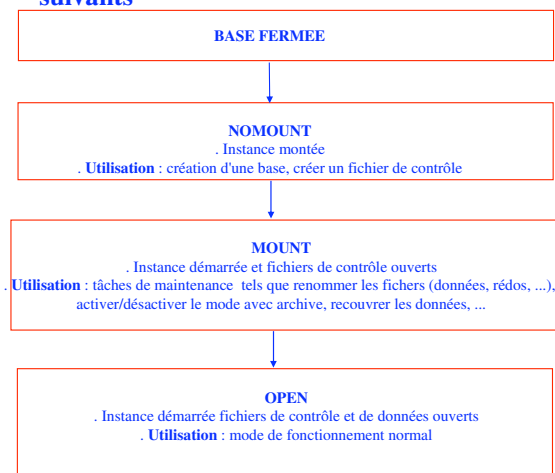 suivants
BASE FERMEE
NOMOUNT
. Instance montée
. Utilisation : création d'une base, créer un fichier de contrôle
MOUNT
. Instance démarrée et fichiers de contrôle ouverts
. Utilisation : tâches de maintenance tels que renommer les fichers (données, rédos, ...),
activer/désactiver le mode avec archive, recouvrer les données, ...
OPEN
. Instance démarrée fichiers de contrôle et de données ouverts
. Utilisation : mode de fonctionnement normal